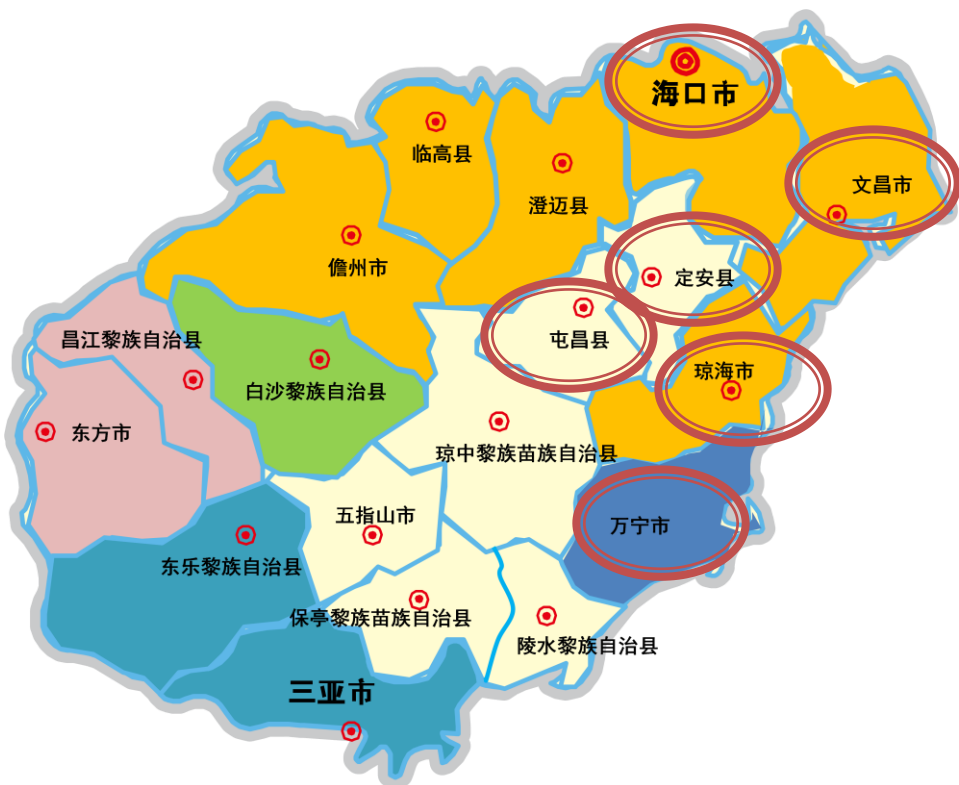 海口市
临高县
文昌市
澄迈县
儋州市
定安县
昌江黎族自治县
屯昌县
琼海市
白沙黎族自治县
东方市
琼中黎族苗族自治县
五指山市
万宁市
东乐黎族自治县
保亭黎族苗族自治县
陵水黎族自治县
三亚市